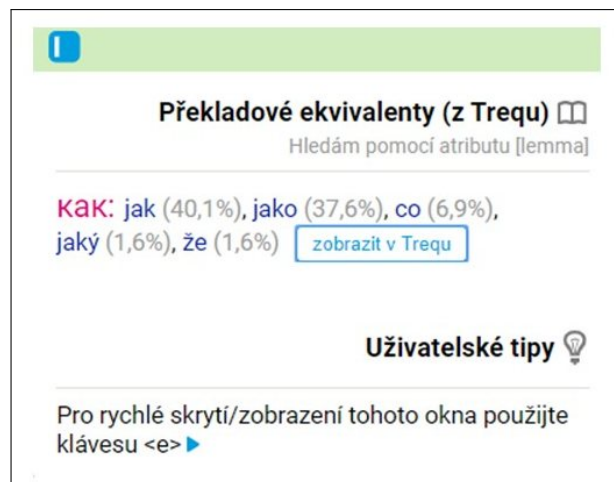 Překladové ekvivalenty (z Trequ)
Hledám pomocí atributu [lemma]
как: jak (40,1%), jako (37,6%), co (6,9%),
jaký (1,6%), že (1,6%) zobrazit v Trequ
Uživatelské tipy
Pro rychlé skrytí/zobrazení tohoto okna použijte
klávesu <e>